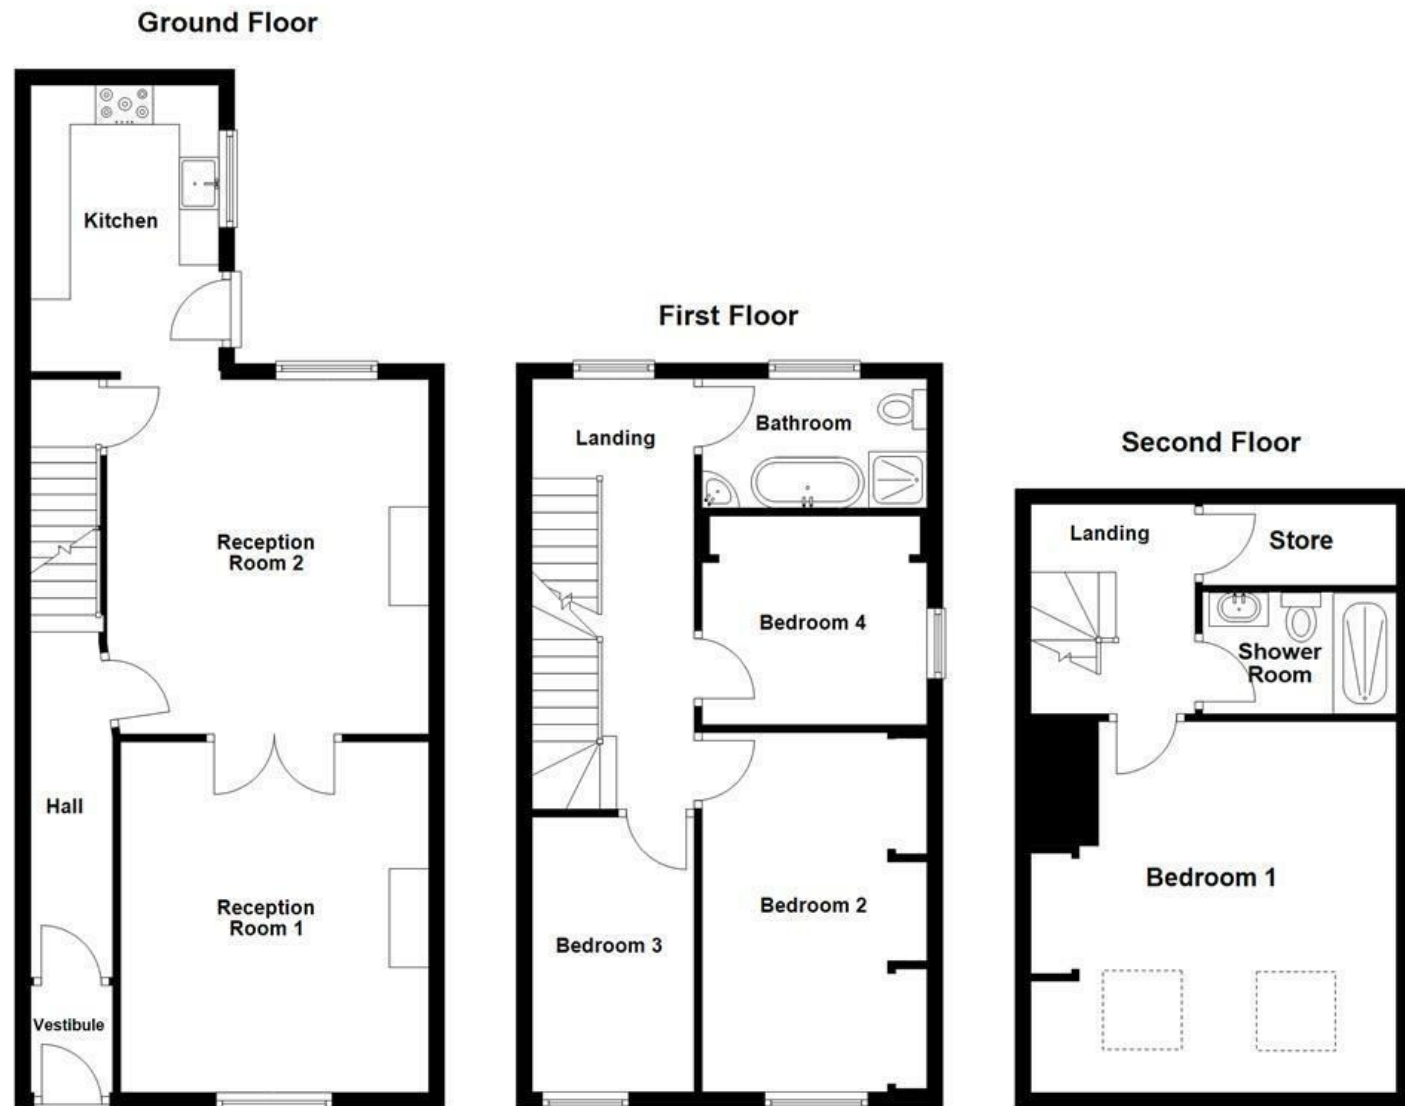 Ground Floor
Kitchen
Reception
Room 2
Hall
Reception
Room 1
Vestibule
First Floor
Landing
Bathroom
Bedroom 4
Bedroom 2
Bedroom 3
Second Floor
Landing
Store
Shower
Room
Bedroom 1